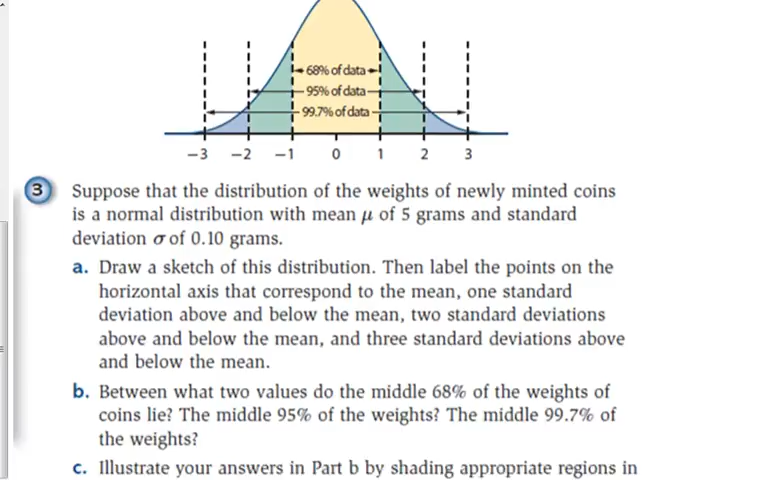 68% of data
95% of data
99.7% of data
−3 −2 −1 0 1 2 3
3 Suppose that the distribution of the weights of newly minted coins
is a normal distribution with mean μ of 5 grams and standard
deviation σ of 0.10 grams.
a. Draw a sketch of this distribution. Then label the points on the
horizontal axis that correspond to the mean, one standard
deviation above and below the mean, two standard deviations
above and below the mean, and three standard deviations above
and below the mean.
b. Between what two values do the middle 68% of the weights of
coins lie? The middle 95% of the weights? The middle 99.7% of
the weights?
c. Illustrate your answers in Part b by shading appropriate regions in